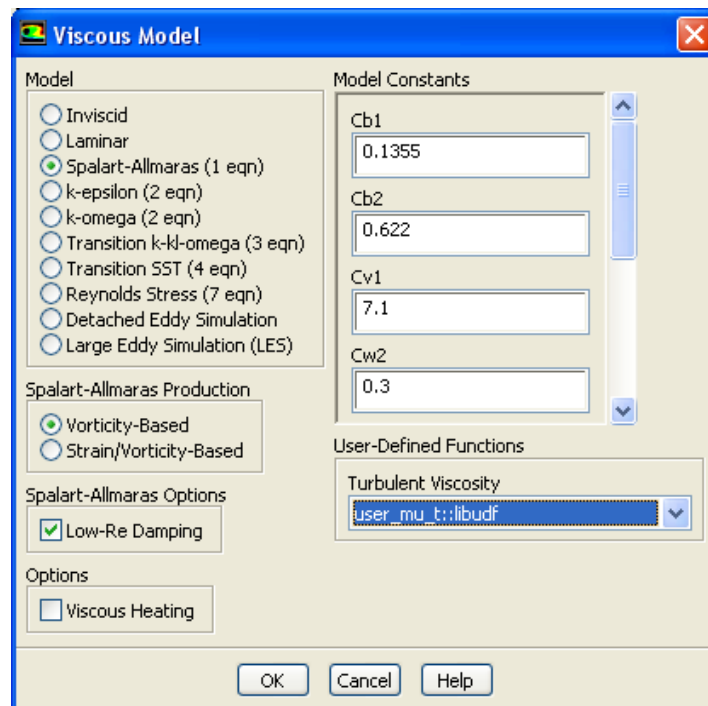 Viscous Model
Model
Inviscid
Laminar
Spalart-Allmaras (1 eqn)
k-epsilon (2 eqn)
k-omega (2 eqn)
Transition k-kl-omega (3 eqn)
Transition SST (4 eqn)
Reynolds Stress (7 eqn)
Detached Eddy Simulation
Large Eddy Simulation (LES)
Spalart-Allmaras Production
Vorticity-Based
Strain/Vorticity-Based
Spalart-Allmaras Options
Low-Re Damping
Options
Viscous Heating
Model Constants
Cb1
0.1355
Cb2
0.622
Cv1
7.1
Cw2
0.3
User-Defined Functions
Turbulent Viscosity
user_mu_t::libudf
OK
Cancel
Help